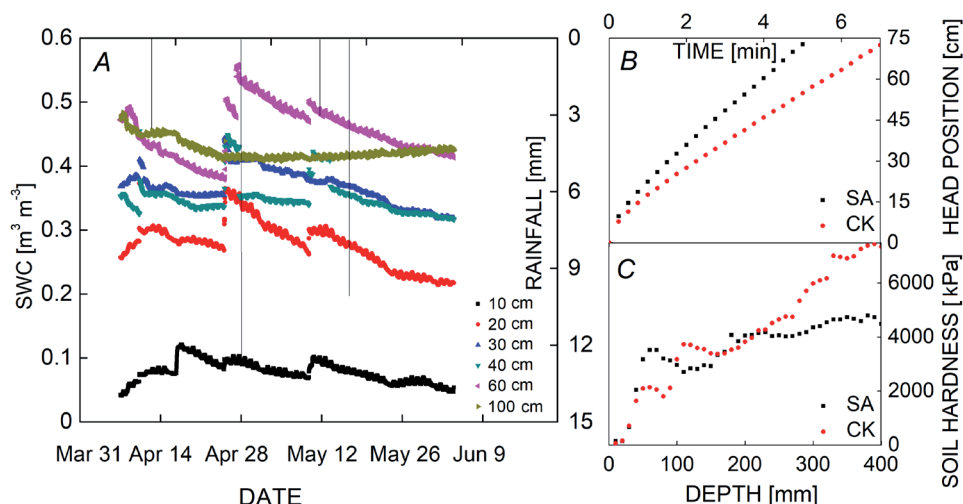 A
SWC [m³ m⁻³]
0.6
0.5
0.4
0.3
0.2
0.1
0
Mar 31 Apr 14 Apr 28 May 12 May 26 Jun 9
DATE
10 cm
20 cm
30 cm
40 cm
60 cm
100 cm
0
3
6
9
12
15
RAINFALL [mm]
0 2 4 6
TIME [min]
B
75
60
45
30
15
0
HEAD POSITION [cm]
SA
CK
C
6000
4000
2000
0
SOIL HARDNESS [kPa]
SA
CK
0 100 200 300 400
DEPTH [mm]